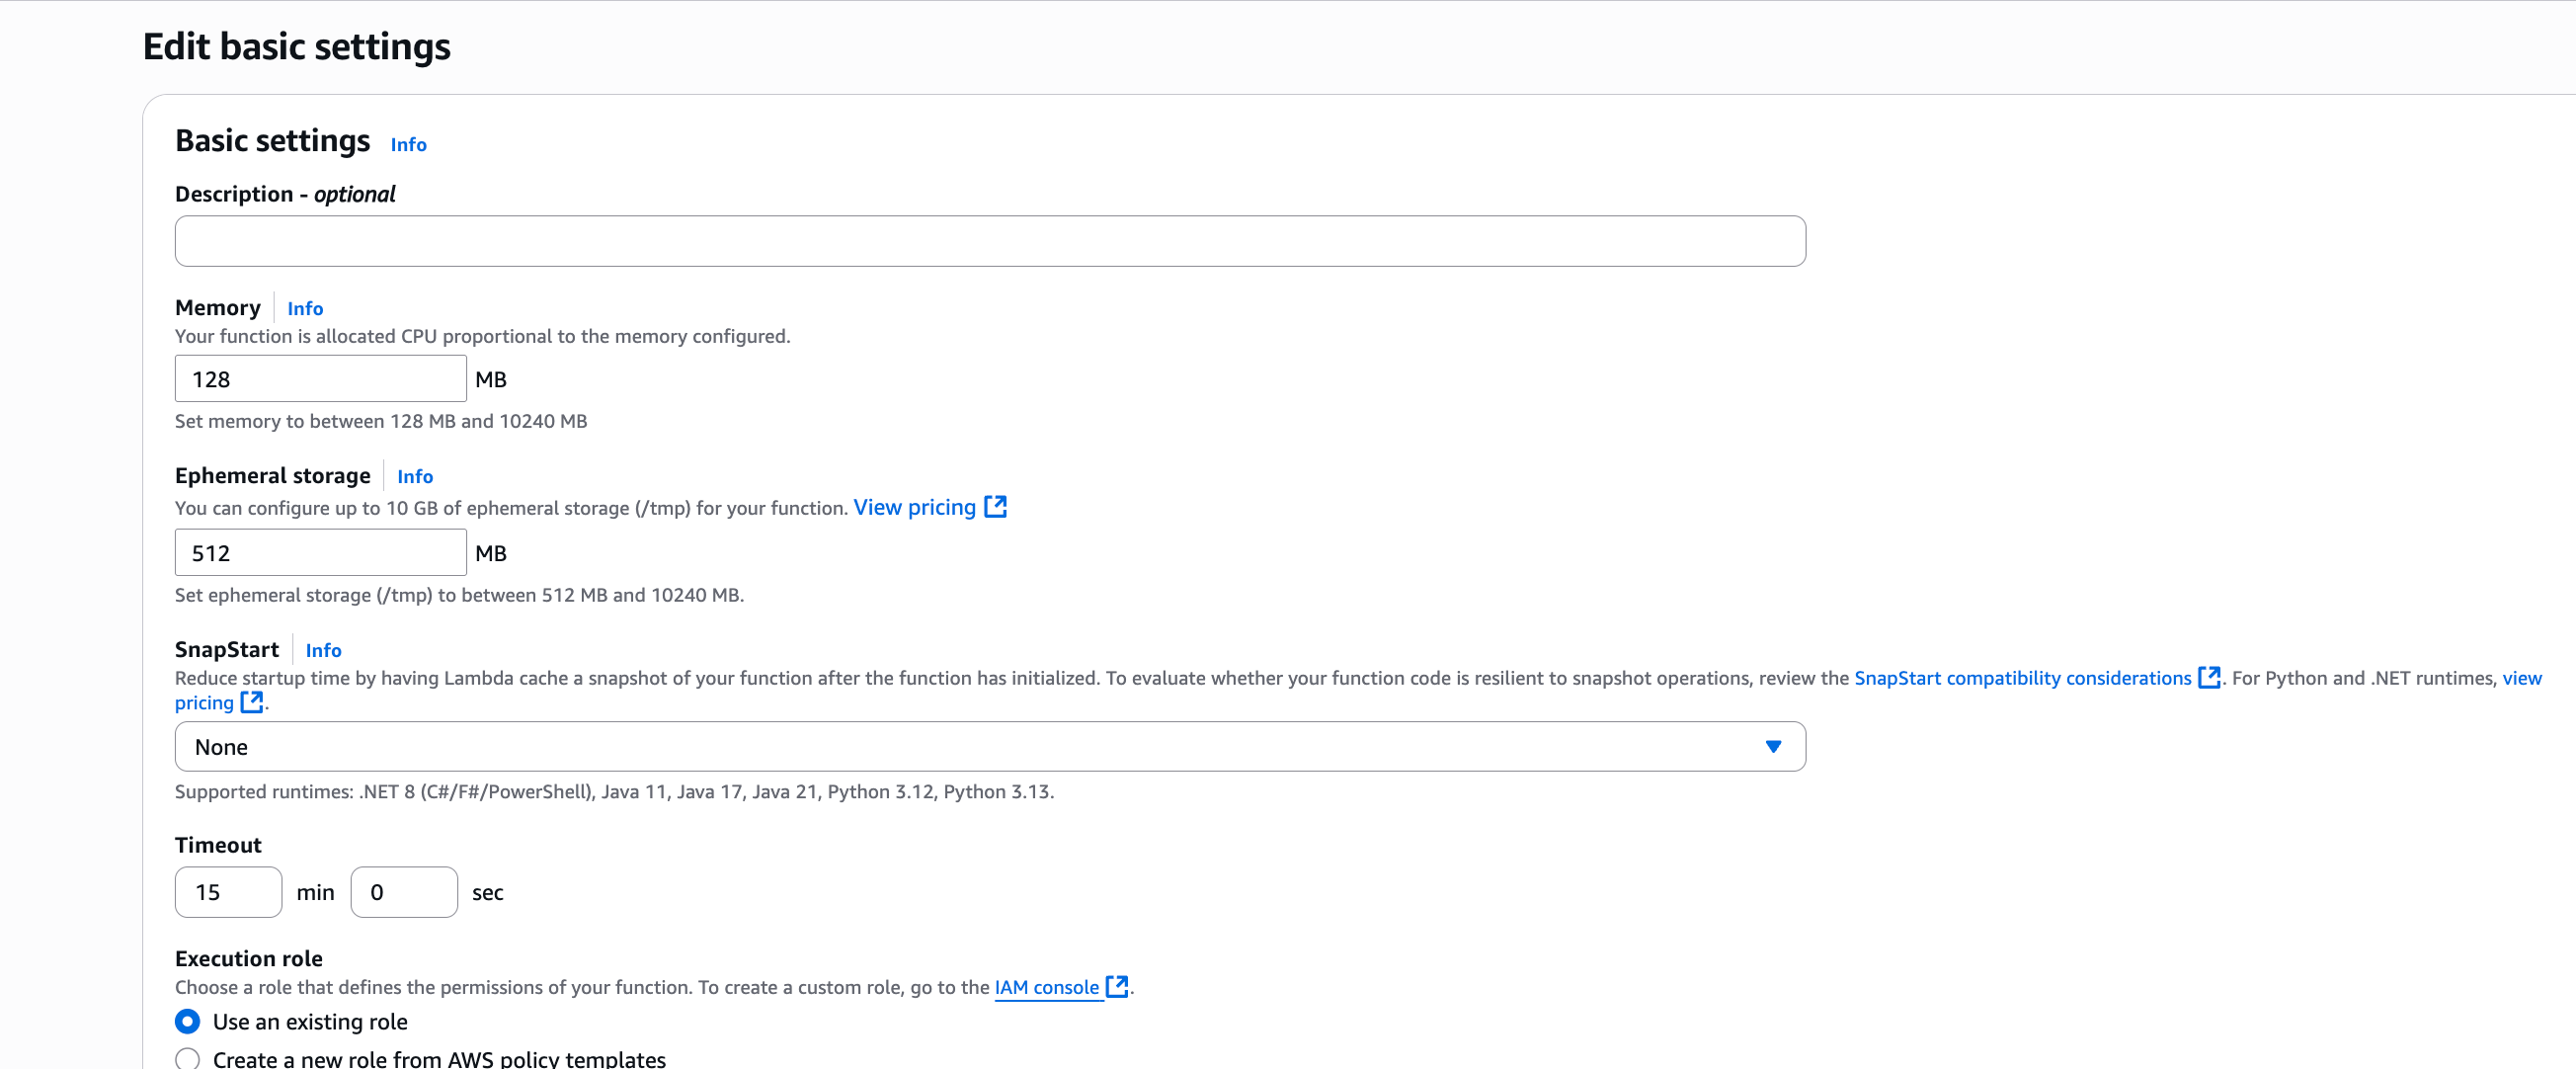 Edit basic settings
Basic settings Info
Description - optional
Memory Info
Your function is allocated CPU proportional to the memory configured.
128 MB
Set memory to between 128 MB and 10240 MB
Ephemeral storage Info
You can configure up to 10 GB of ephemeral storage (/tmp) for your function. View pricing
512 MB
Set ephemeral storage (/tmp) to between 512 MB and 10240 MB.
SnapStart Info
Reduce startup time by having Lambda cache a snapshot of your function after the function has initialized. To evaluate whether your function code is resilient to snapshot operations, review the SnapStart compatibility considerations. For Python and .NET runtimes, view
pricing.
None
Supported runtimes: .NET 8 (C#/F#/PowerShell), Java 11, Java 17, Java 21, Python 3.12, Python 3.13.
Timeout
15 min 0 sec
Execution role
Choose a role that defines the permissions of your function. To create a custom role, go to the IAM console.
Use an existing role
Create a new role from AWS policy templates